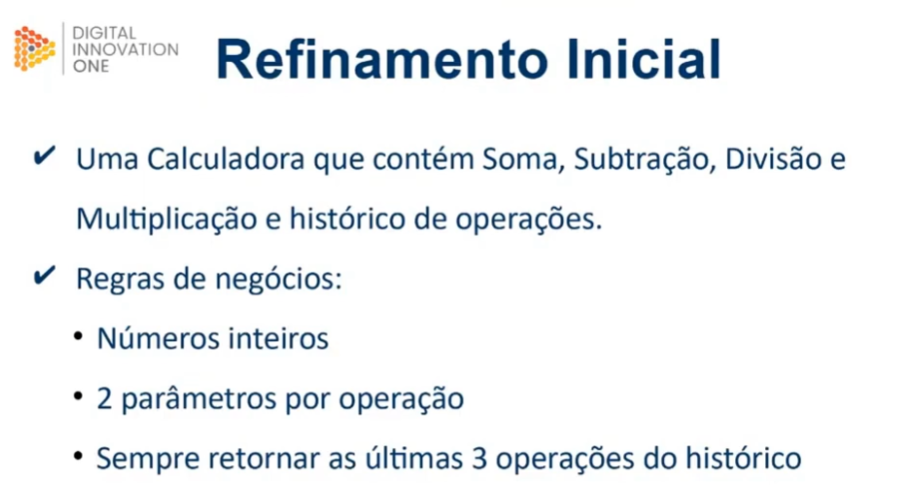 DIGITAL
INNOVATION
ONE
Refinamento Inicial
✔ Uma Calculadora que contém Soma, Subtração, Divisão e
Multiplicação e histórico de operações.
✔ Regras de negócios:
• Números inteiros
• 2 parâmetros por operação
• Sempre retornar as últimas 3 operações do histórico